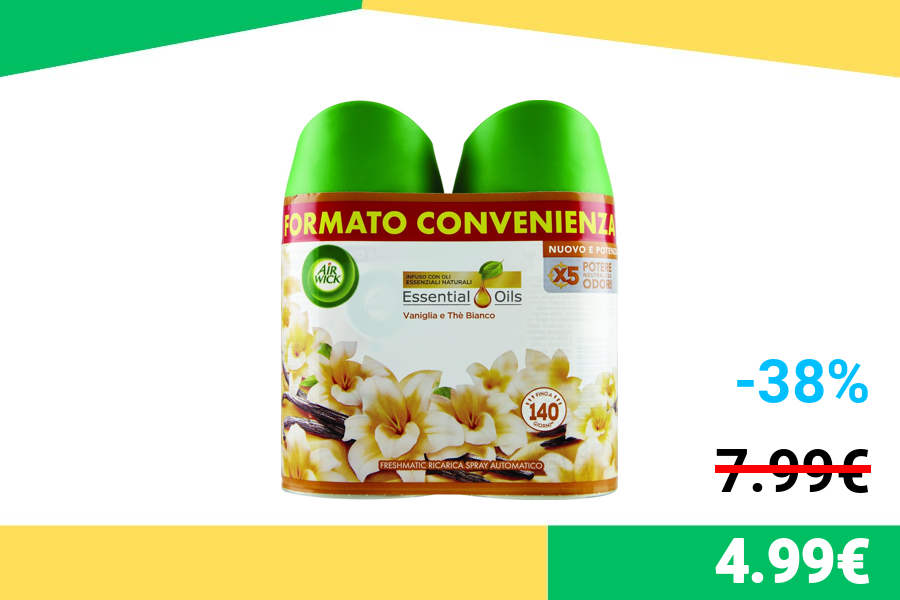 FORMATO CONVENIENZA
NUOVO E POTENZ
AIR
WICK
INFUSO CON OLI
ESSENZIALI NATURALI
Essential Oils
Vaniglia e Thè Bianco
X5
POTERE
NEUTRALIZZA
ODORI
FINO A
140
GIORNI*
FRESHMATIC RICARICA SPRAY AUTOMATICO
-38%
7.99€
4.99€